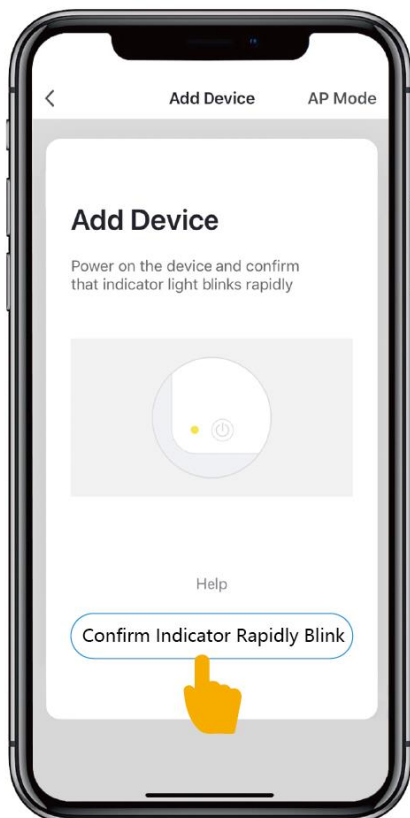 Add Device
AP Mode
Add Device
Power on the device and confirm
that indicator light blinks rapidly
Help
Confirm Indicator Rapidly Blink